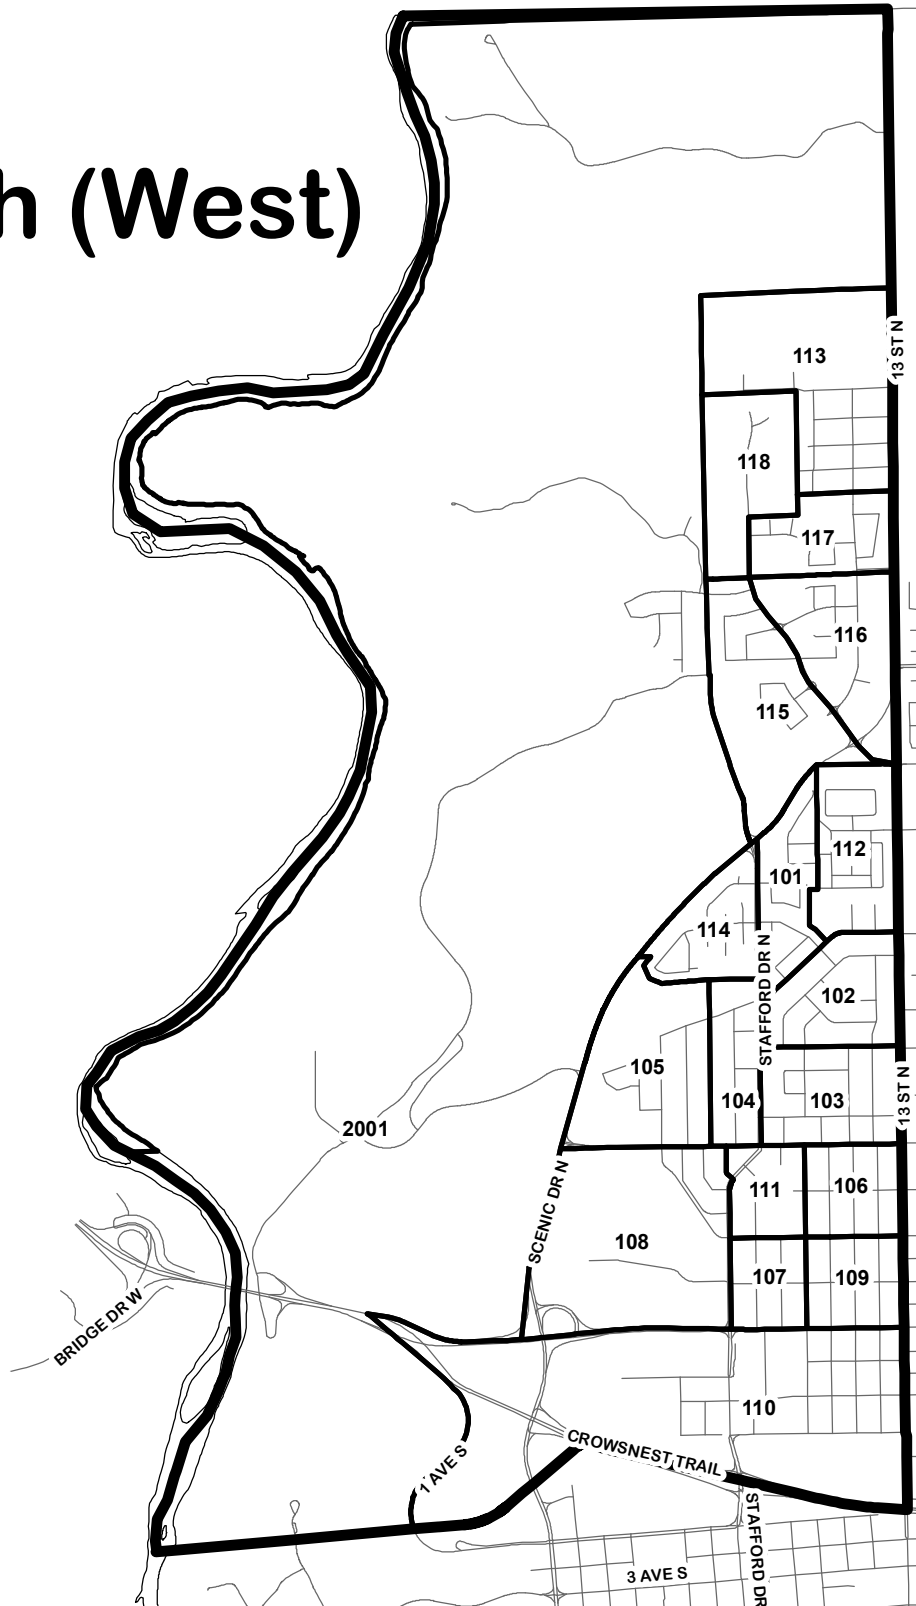 h (West)
13 ST N
113
118
117
116
115
112
101
114
STAFFORD DR N
102
105
104
103
13 ST N
2001
SCENIC DR N
111
106
108
107
109
BRIDGE DR W
110
CROWSNEST TRAIL
1 AVE S
STAFFORD DR
3 AVE S